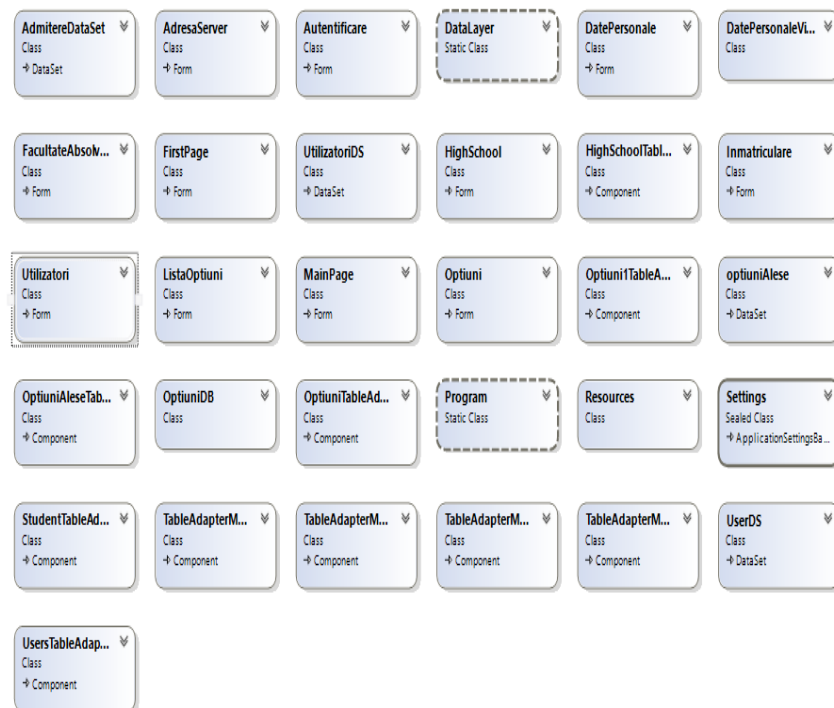 AdmitereDataSet
Class
DataSet
AdresaServer
Class
Form
Autentificare
Class
Form
DataLayer
Static Class
DatePersonale
Class
Form
DatePersonaleVi...
Class
FacultateAbsolv...
Class
Form
FirstPage
Class
Form
UtilizatoriDS
Class
DataSet
HighSchool
Class
Form
HighSchoolTabl...
Class
Component
Inmatriculare
Class
Form
Utilizatori
Class
Form
ListaOptiuni
Class
Form
MainPage
Class
Form
Optiuni
Class
Form
Optiuni1TableA...
Class
Component
optiuniAlese
Class
DataSet
OptiuniAleseTab...
Class
Component
OptiuniDB
Class
OptiuniTableAd...
Class
Component
Program
Static Class
Resources
Class
Settings
Sealed Class
ApplicationSettingsBa...
StudentTableAd...
Class
Component
TableAdapterM...
Class
Component
TableAdapterM...
Class
Component
TableAdapterM...
Class
Component
TableAdapterM...
Class
Component
UserDS
Class
DataSet
UsersTableAdap...
Class
Component